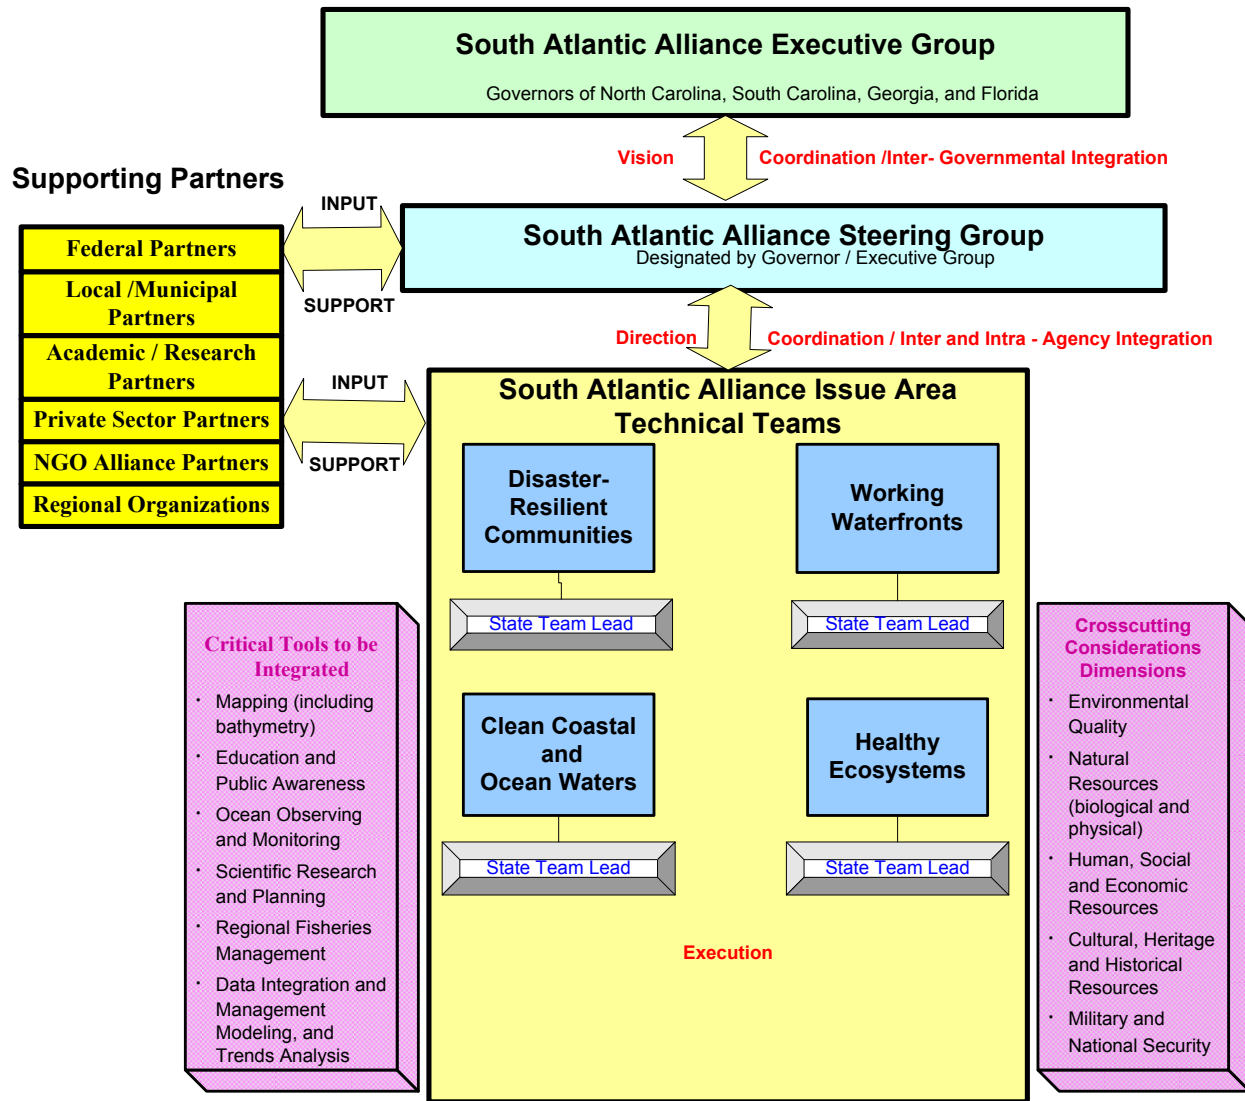 South Atlantic Alliance Executive Group
Governors of North Carolina, South Carolina, Georgia, and Florida
Vision
Coordination /Inter- Governmental Integration
Supporting Partners
INPUT
SUPPORT
South Atlantic Alliance Steering Group
Designated by Governor / Executive Group
Federal Partners
Local /Municipal
Partners
Academic / Research
Partners
Private Sector Partners
NGO Alliance Partners
Regional Organizations
Direction
Coordination / Inter and Intra - Agency Integration
INPUT
SUPPORT
South Atlantic Alliance Issue Area
Technical Teams
Disaster-
Resilient
Communities
State Team Lead
Working
Waterfronts
State Team Lead
Clean Coastal
and
Ocean Waters
State Team Lead
Healthy
Ecosystems
State Team Lead
Execution
Critical Tools to be
Integrated
· Mapping (including
bathymetry)
· Education and
Public Awareness
· Ocean Observing
and Monitoring
· Scientific Research
and Planning
· Regional Fisheries
Management
· Data Integration and
Management
Modeling, and
Trends Analysis
Crosscutting
Considerations
Dimensions
· Environmental
Quality
· Natural
Resources
(biological and
physical)
· Human, Social
and Economic
Resources
· Cultural, Heritage
and Historical
Resources
· Military and
National Security